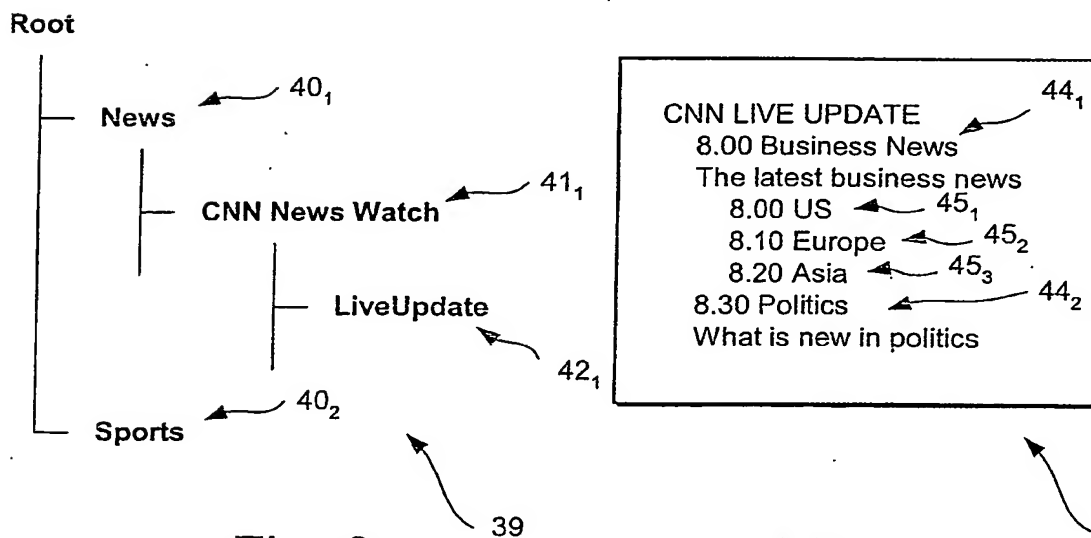 Root
News
40₁
CNN News Watch
41₁
LiveUpdate
42₁
Sports
40₂
39
CNN LIVE UPDATE
44₁
8.00 Business News
The latest business news
8.00 US
45₁
8.10 Europe
45₂
8.20 Asia
45₃
8.30 Politics
44₂
What is new in politics